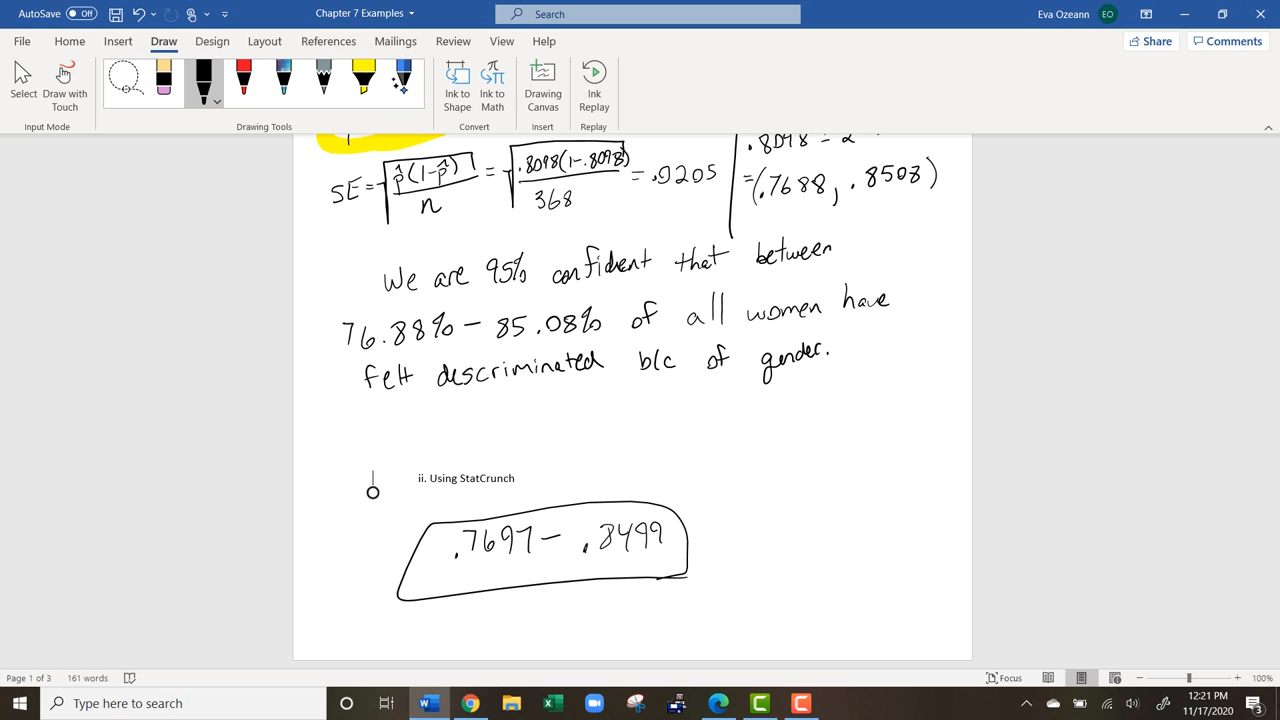 AutoSave Off
Chapter 7 Examples
Search
Eva Ozeann EO
File Home Insert Draw Design Layout References Mailings Review View Help Share Comments
Select
Draw with Touch
Ink to Shape
Ink to Math
Drawing Canvas
Ink Replay
Input Mode Drawing Tools Convert Insert Replay
SE = √(p̂(1-p̂)/n) = √(.8098(1-.8098)/368) = .0205
= (.7688, .8508)
We are 95% confident that between
76.88% - 85.08% of all women have
felt descriminated b/c of gender.
ii. Using StatCrunch
.7697 - .8499
Page 1 of 3 161 words Focus 100%
Type here to search
12:21 PM
11/17/2020